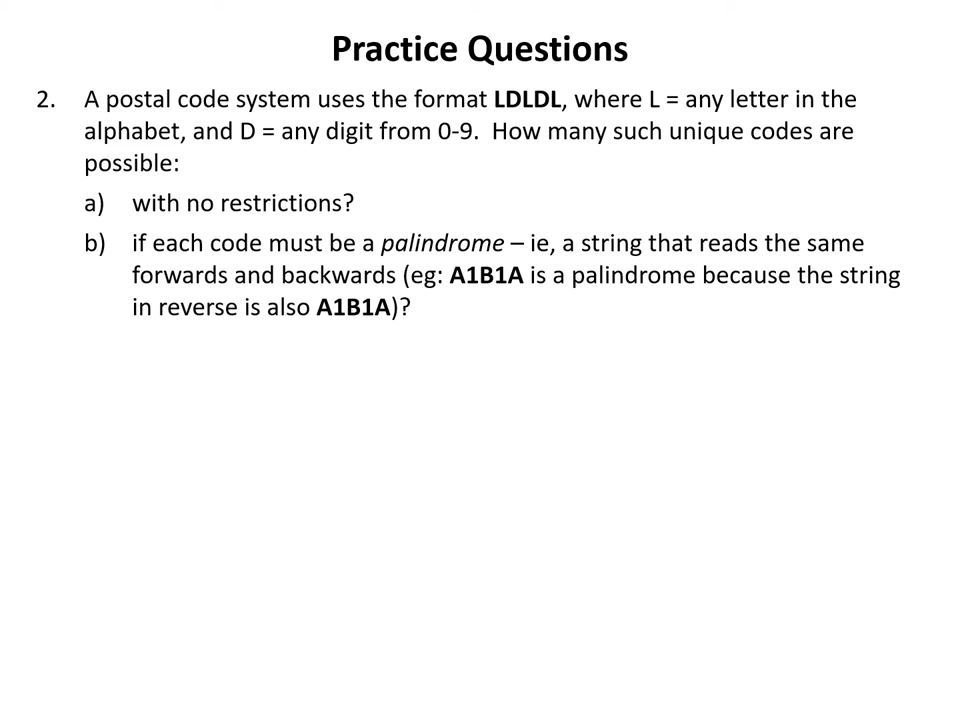 Practice Questions
2. A postal code system uses the format LDLDL, where L = any letter in the
alphabet, and D = any digit from 0-9. How many such unique codes are
possible:
a) with no restrictions?
b) if each code must be a palindrome – ie, a string that reads the same
forwards and backwards (eg: A1B1A is a palindrome because the string
in reverse is also A1B1A)?